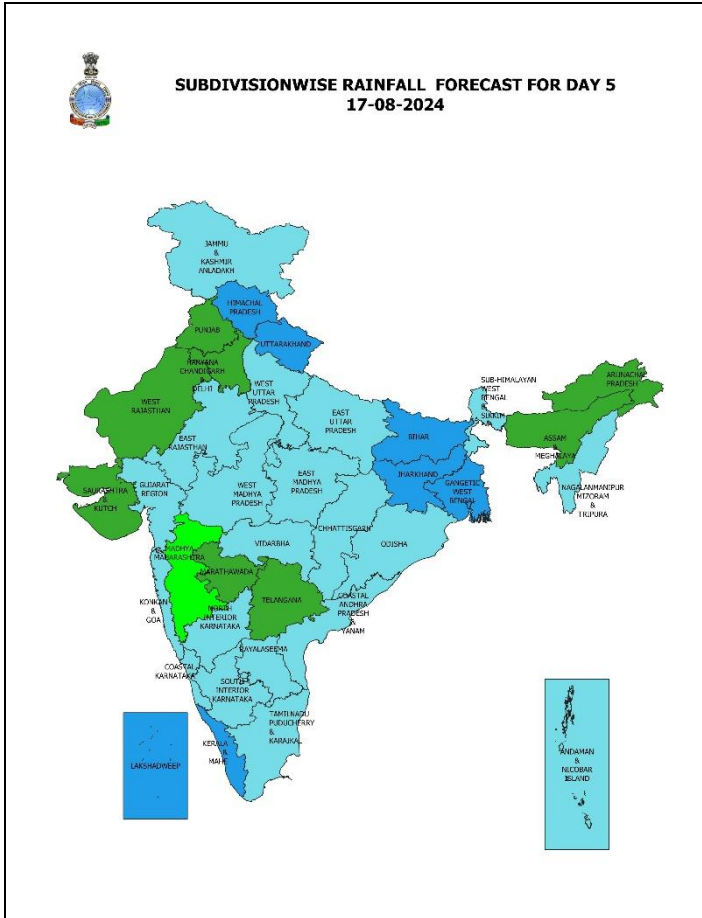 SUBDIVISIONWISE RAINFALL FORECAST FOR DAY 5
17-08-2024
JAMMU
&
KASHMIR
ANLADAKH
HIMACHAL
PRADESH
PUNJAB
UTTARAKHAND
HARYANA
CHANDIGARH
&
DELHI
WEST
UTTAR
PRADESH
WEST
RAJASTHAN
EAST
RAJASTHAN
EAST
UTTAR
PRADESH
SUB-HIMALAYAN
WEST
BENGAL
&
SIKKIM
ARUNACHAL
PRADESH
ASSAM
&
MEGHALAYA
NAGALANMANIPUR
MIZORAM &
TRIPURA
BIHAR
JHARKHAND
GANGETIC
WEST
BENGAL
SAURASHTRA
&
KUTCH
GUJARAT
REGION
WEST
MADHYA
PRADESH
EAST
MADHYA
PRADESH
CHHATTISGARH
ODISHA
VIDARBHA
MADHYA
MAHARASHTRA
MARATHAWADA
TELANGANA
KONKAN
&
GOA
NORTH
INTERIOR
KARNATAKA
COASTAL
ANDHRA
PRADESH
&
YANAM
RAYALASEEMA
COASTAL
KARNATAKA
SOUTH
INTERIOR
KARNATAKA
TAMILNADU
PUDUCHERRY
&
KARAIKAL
KERALA
&
MAHE
LAKSHADWEEP
ANDAMAN
&
NICOBAR
ISLAND